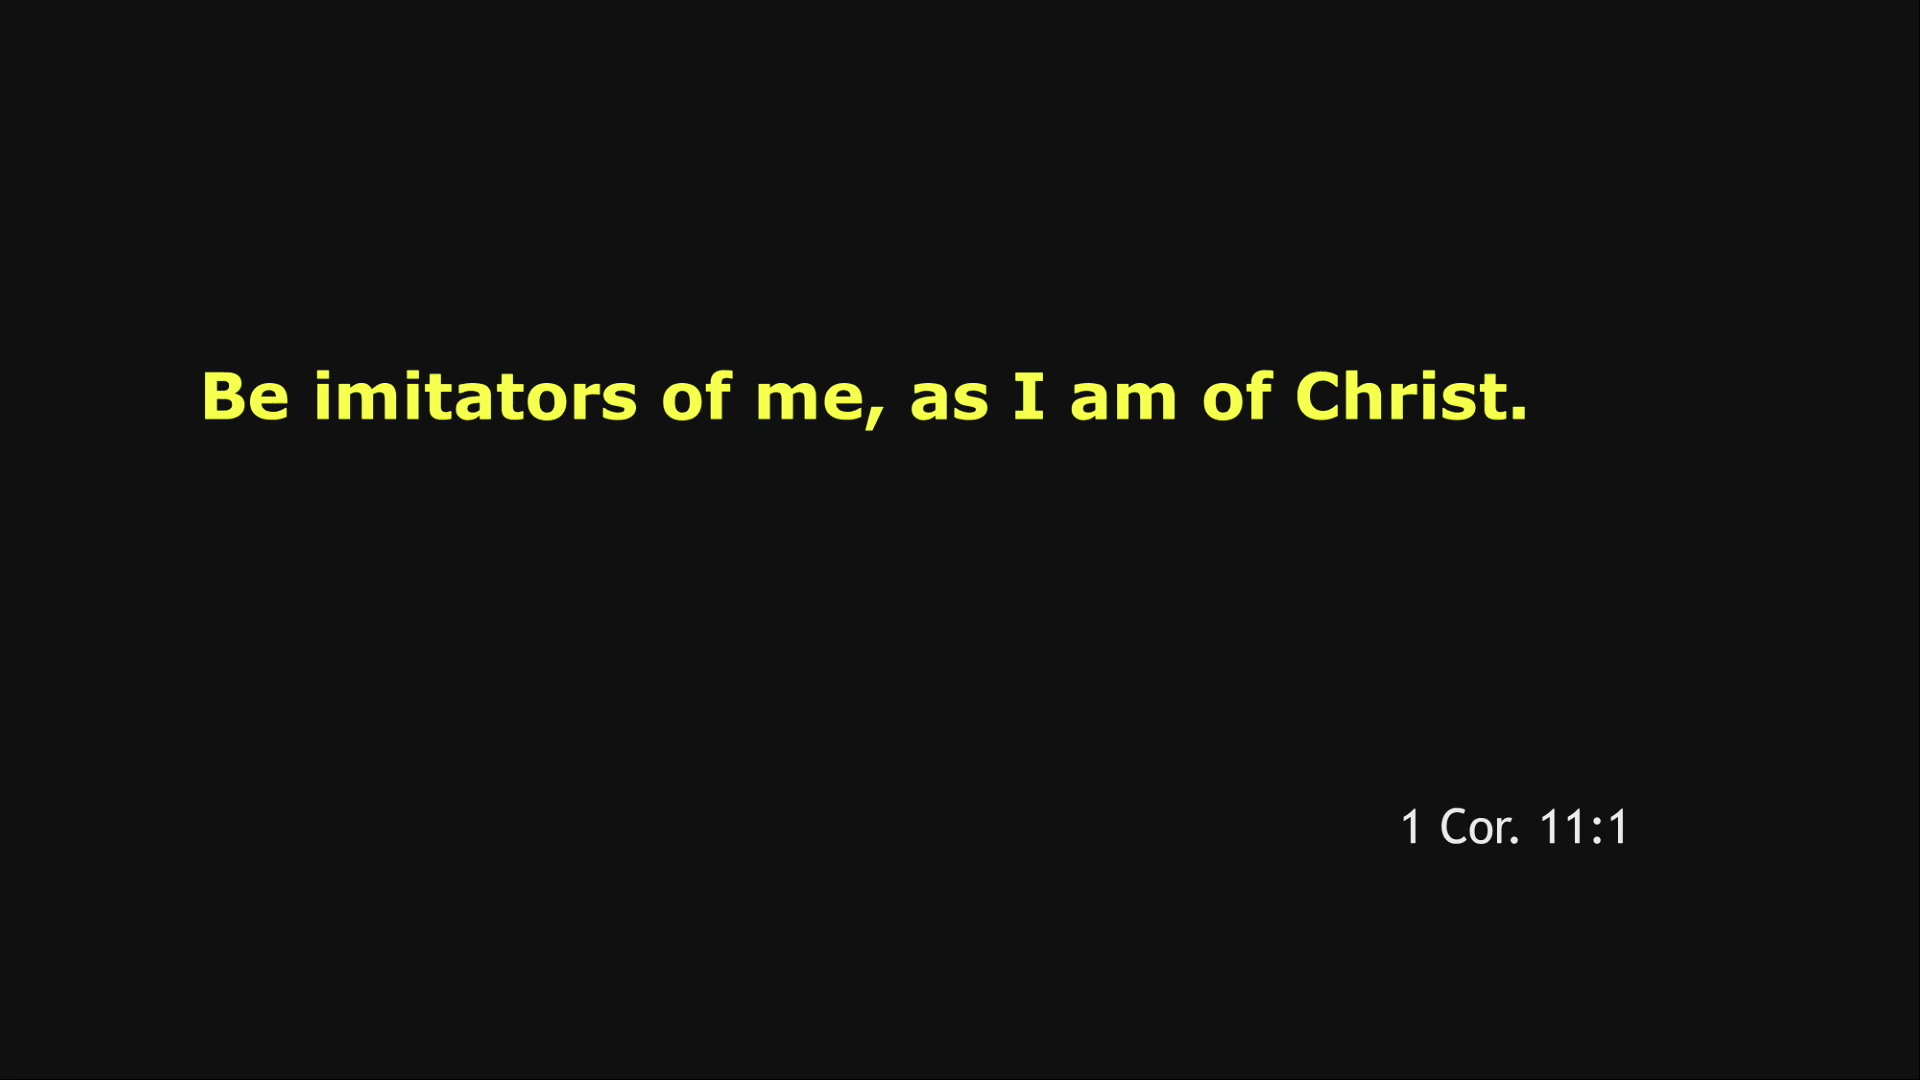 Be imitators of me, as I am of Christ.
1 Cor. 11:1